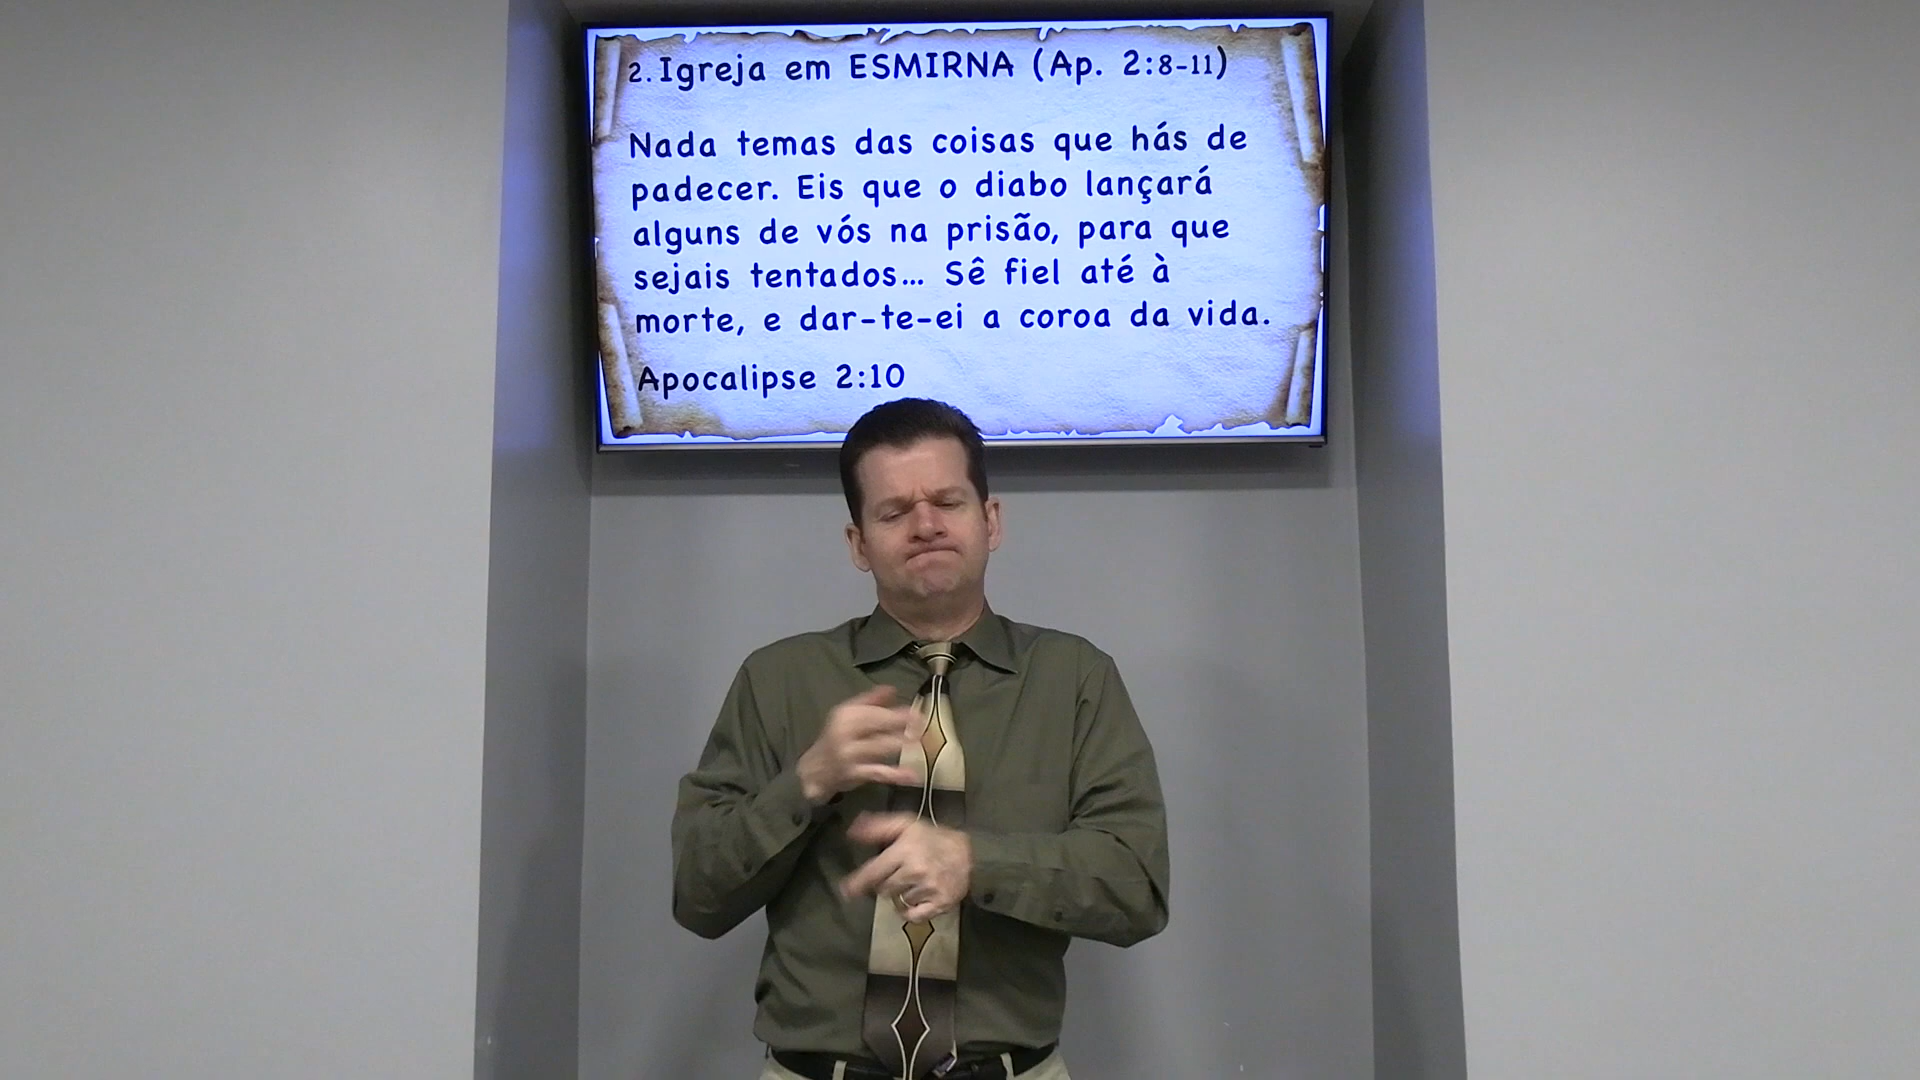 2. Igreja em ESMIRNA (Ap. 2:8-11)
Nada temas das coisas que hás de
padecer. Eis que o diabo lançará
alguns de vós na prisão, para que
sejais tentados... Sê fiel até à
morte, e dar-te-ei a coroa da vida.
Apocalipse 2:10